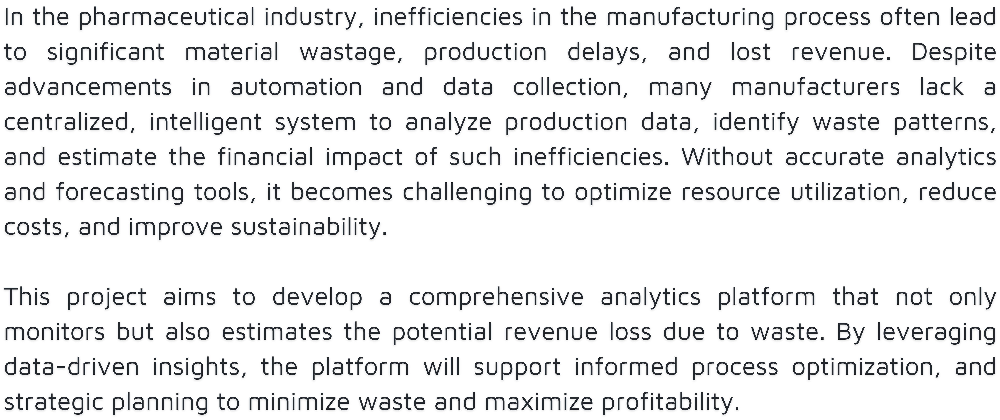 In the pharmaceutical industry, inefficiencies in the manufacturing process often lead
to significant material wastage, production delays, and lost revenue. Despite
advancements in automation and data collection, many manufacturers lack a
centralized, intelligent system to analyze production data, identify waste patterns,
and estimate the financial impact of such inefficiencies. Without accurate analytics
and forecasting tools, it becomes challenging to optimize resource utilization, reduce
costs, and improve sustainability.
This project aims to develop a comprehensive analytics platform that not only
monitors but also estimates the potential revenue loss due to waste. By leveraging
data-driven insights, the platform will support informed process optimization, and
strategic planning to minimize waste and maximize profitability.